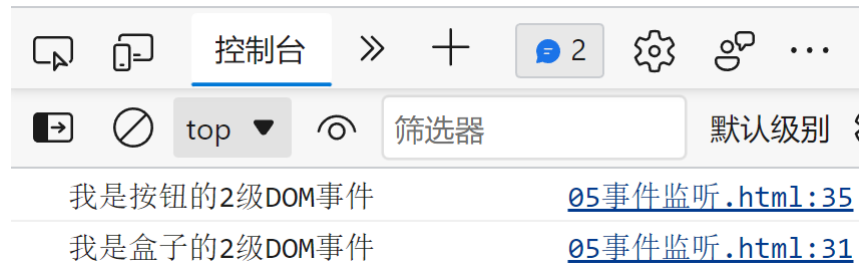 控制台 2
top 筛选器 默认级别
我是按钮的2级DOM事件 05事件监听.html:35
我是盒子的2级DOM事件 05事件监听.html:31